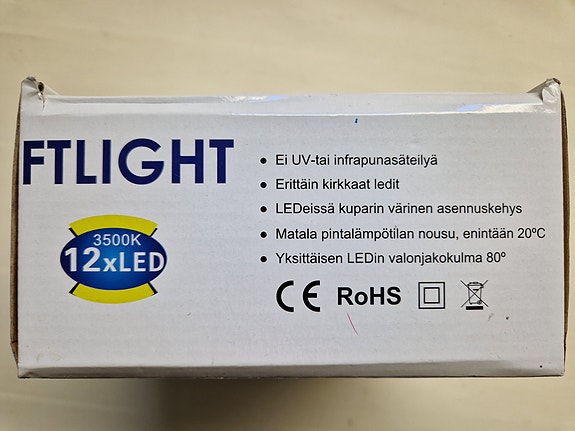 FTLIGHT
3500K
12xLED
• Ei UV-tai infrapunasäteilyä
• Erittäin kirkkaat ledit
• LEDeissä kuparin värinen asennuskehys
• Matala pintalämpötilan nousu, enintään 20ºC
• Yksittäisen LEDin valonjakokulma 80º
CE RoHS